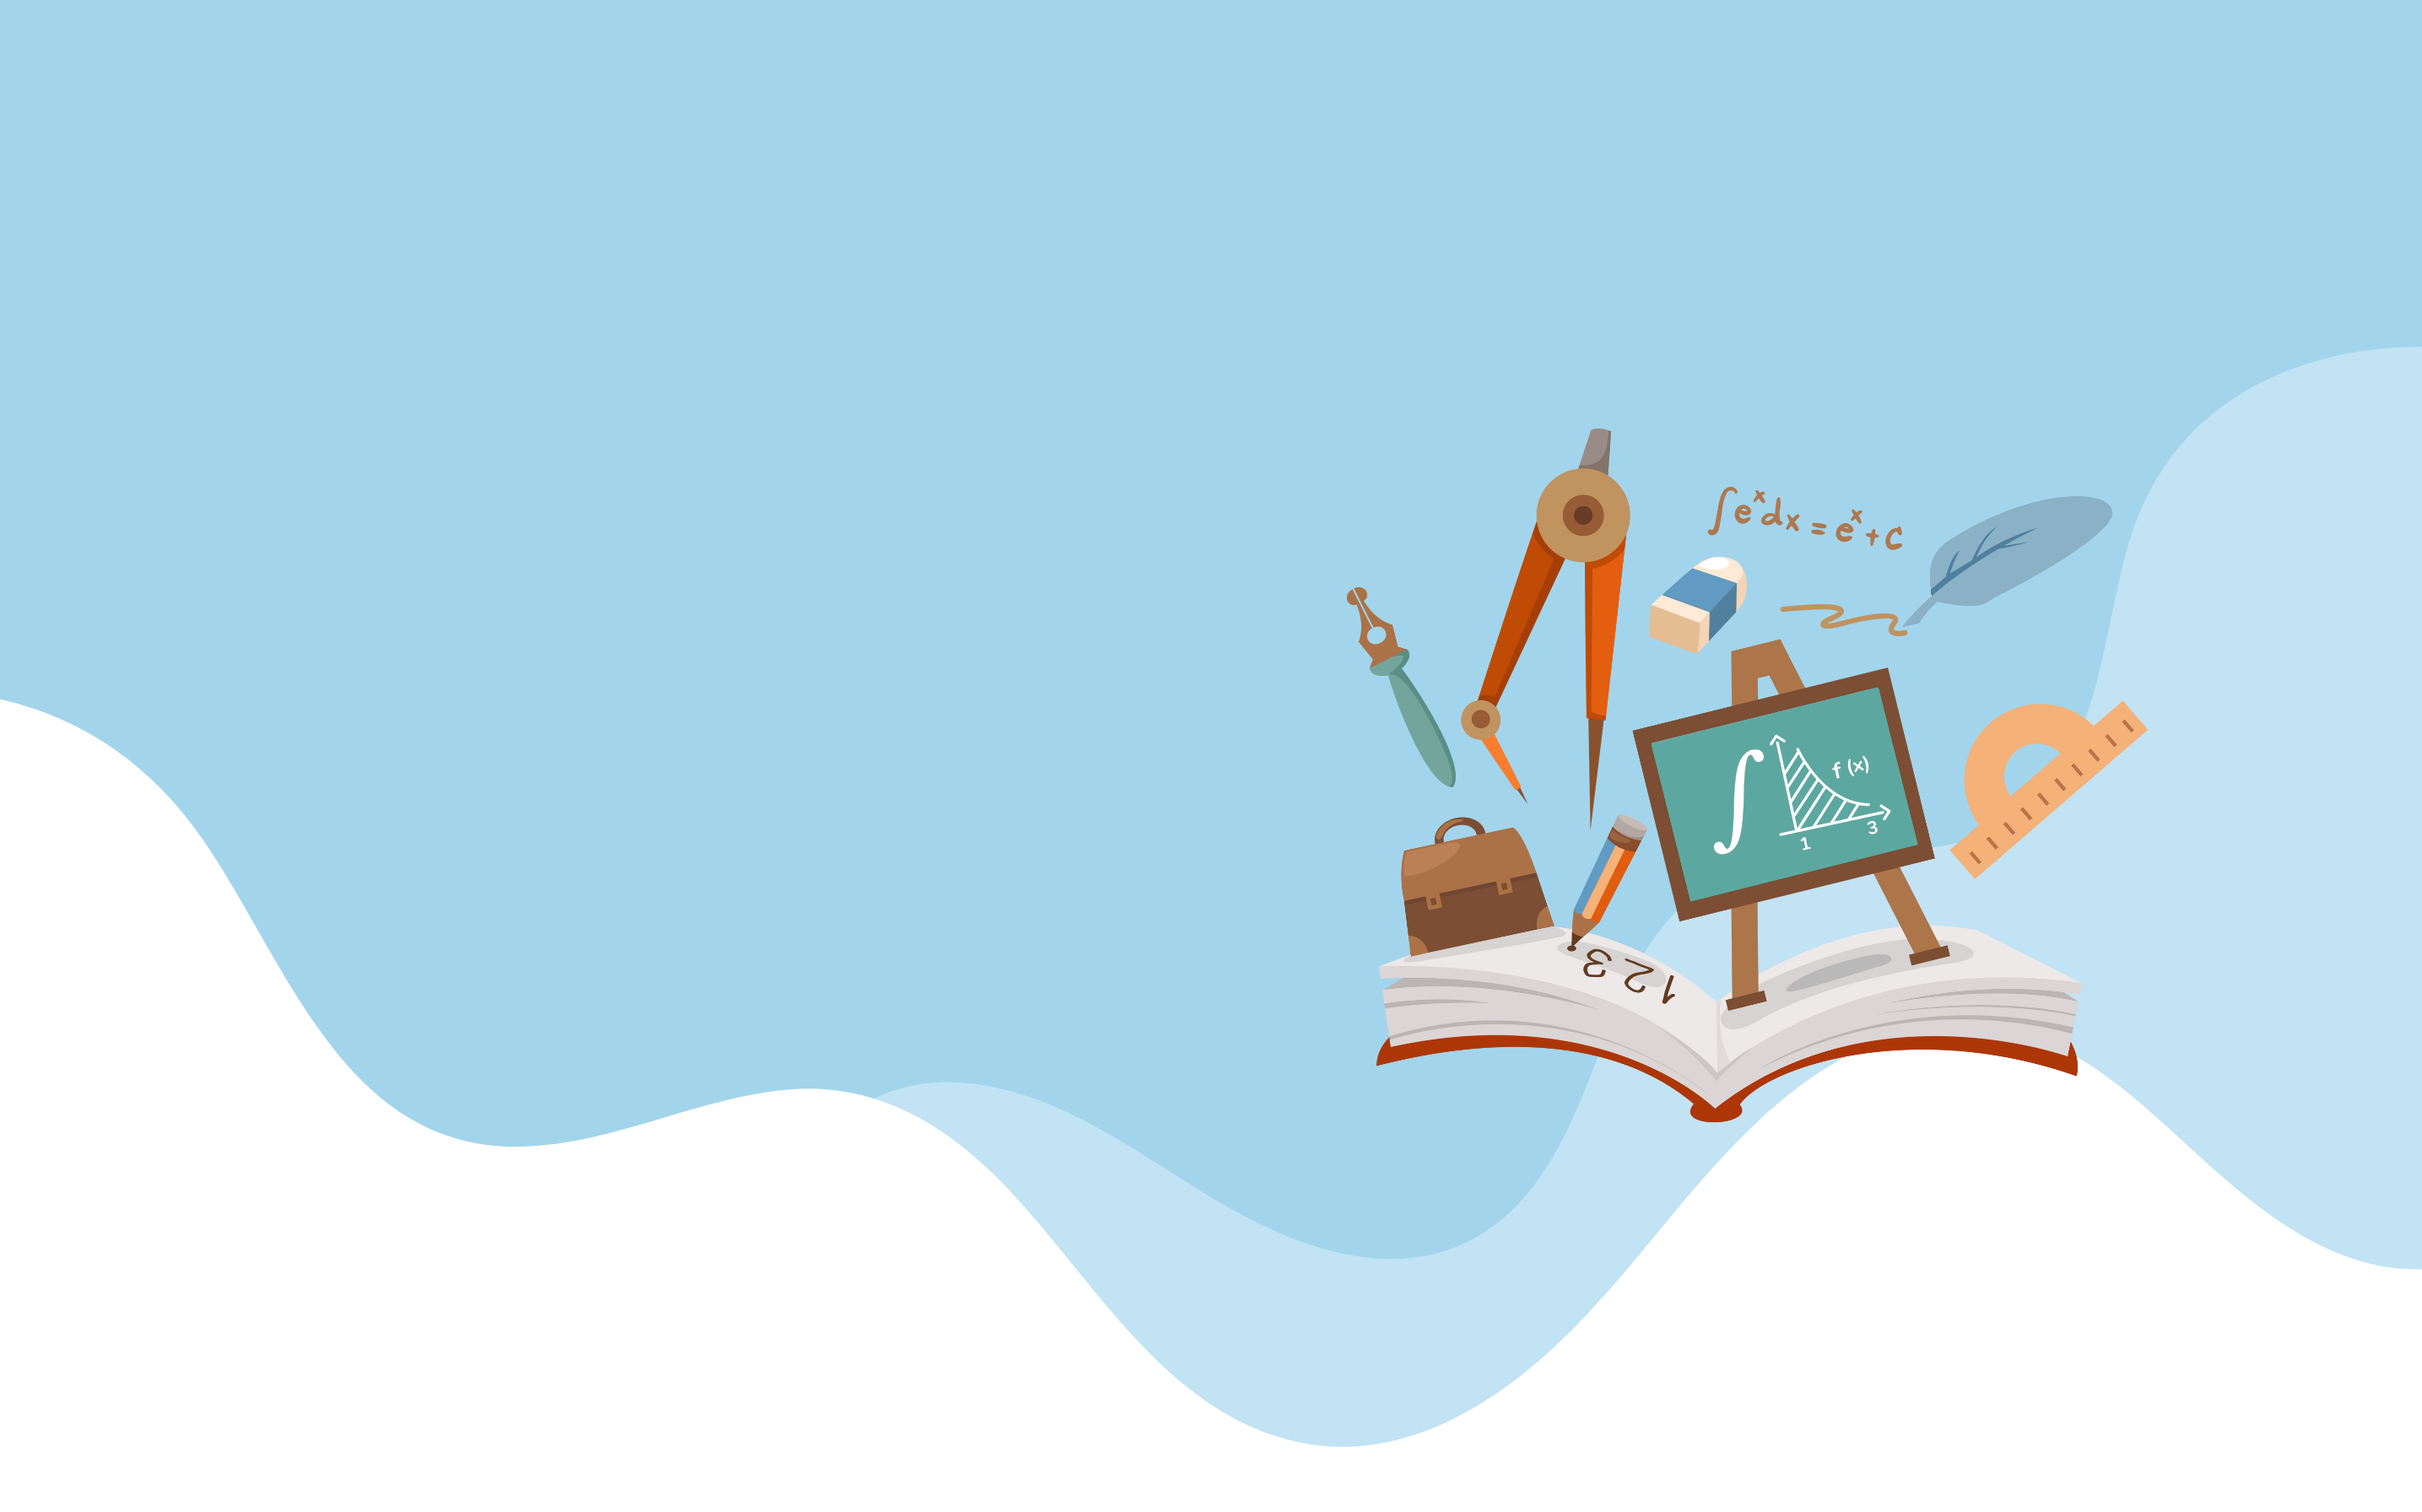 ∫eˣdx = eˣ + c
∫ f(x)
1 3
1 2 3